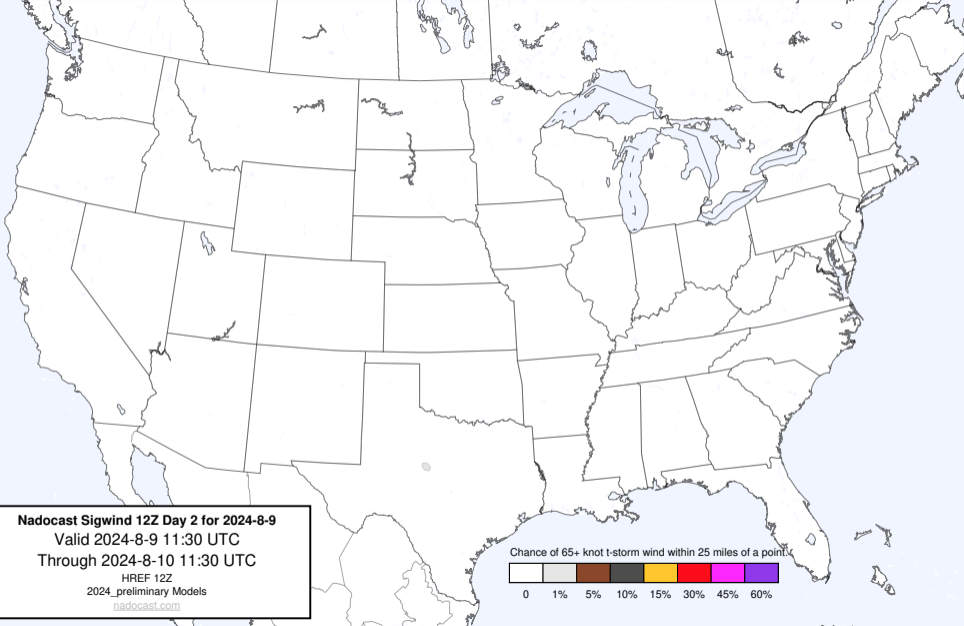 Nadocast Sigwind 12Z Day 2 for 2024-8-9
Valid 2024-8-9 11:30 UTC
Through 2024-8-10 11:30 UTC
HREF 12Z
2024_preliminary Models
nadocast.com
Chance of 65+ knot t-storm wind within 25 miles of a point.
0 1% 5% 10% 15% 30% 45% 60%